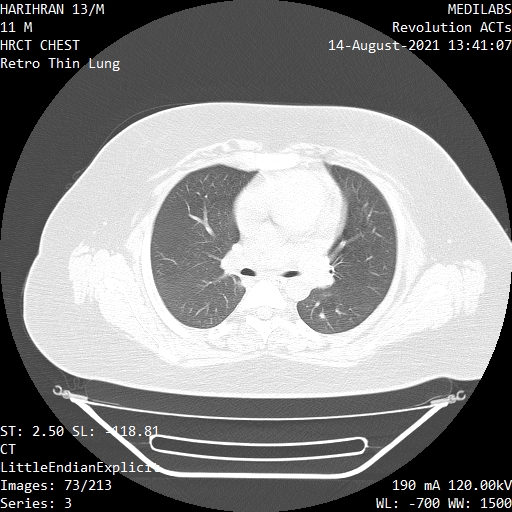 HARIHRAN 13/M
11 M
HRCT CHEST
Retro Thin Lung
MEDILABS
Revolution ACTs
14-August-2021 13:41:07
ST: 2.50 SL: -118.81
CT
LittleEndianExplicit
Images: 73/213
Series: 3
190 mA 120.00kV
WL: -700 WW: 1500